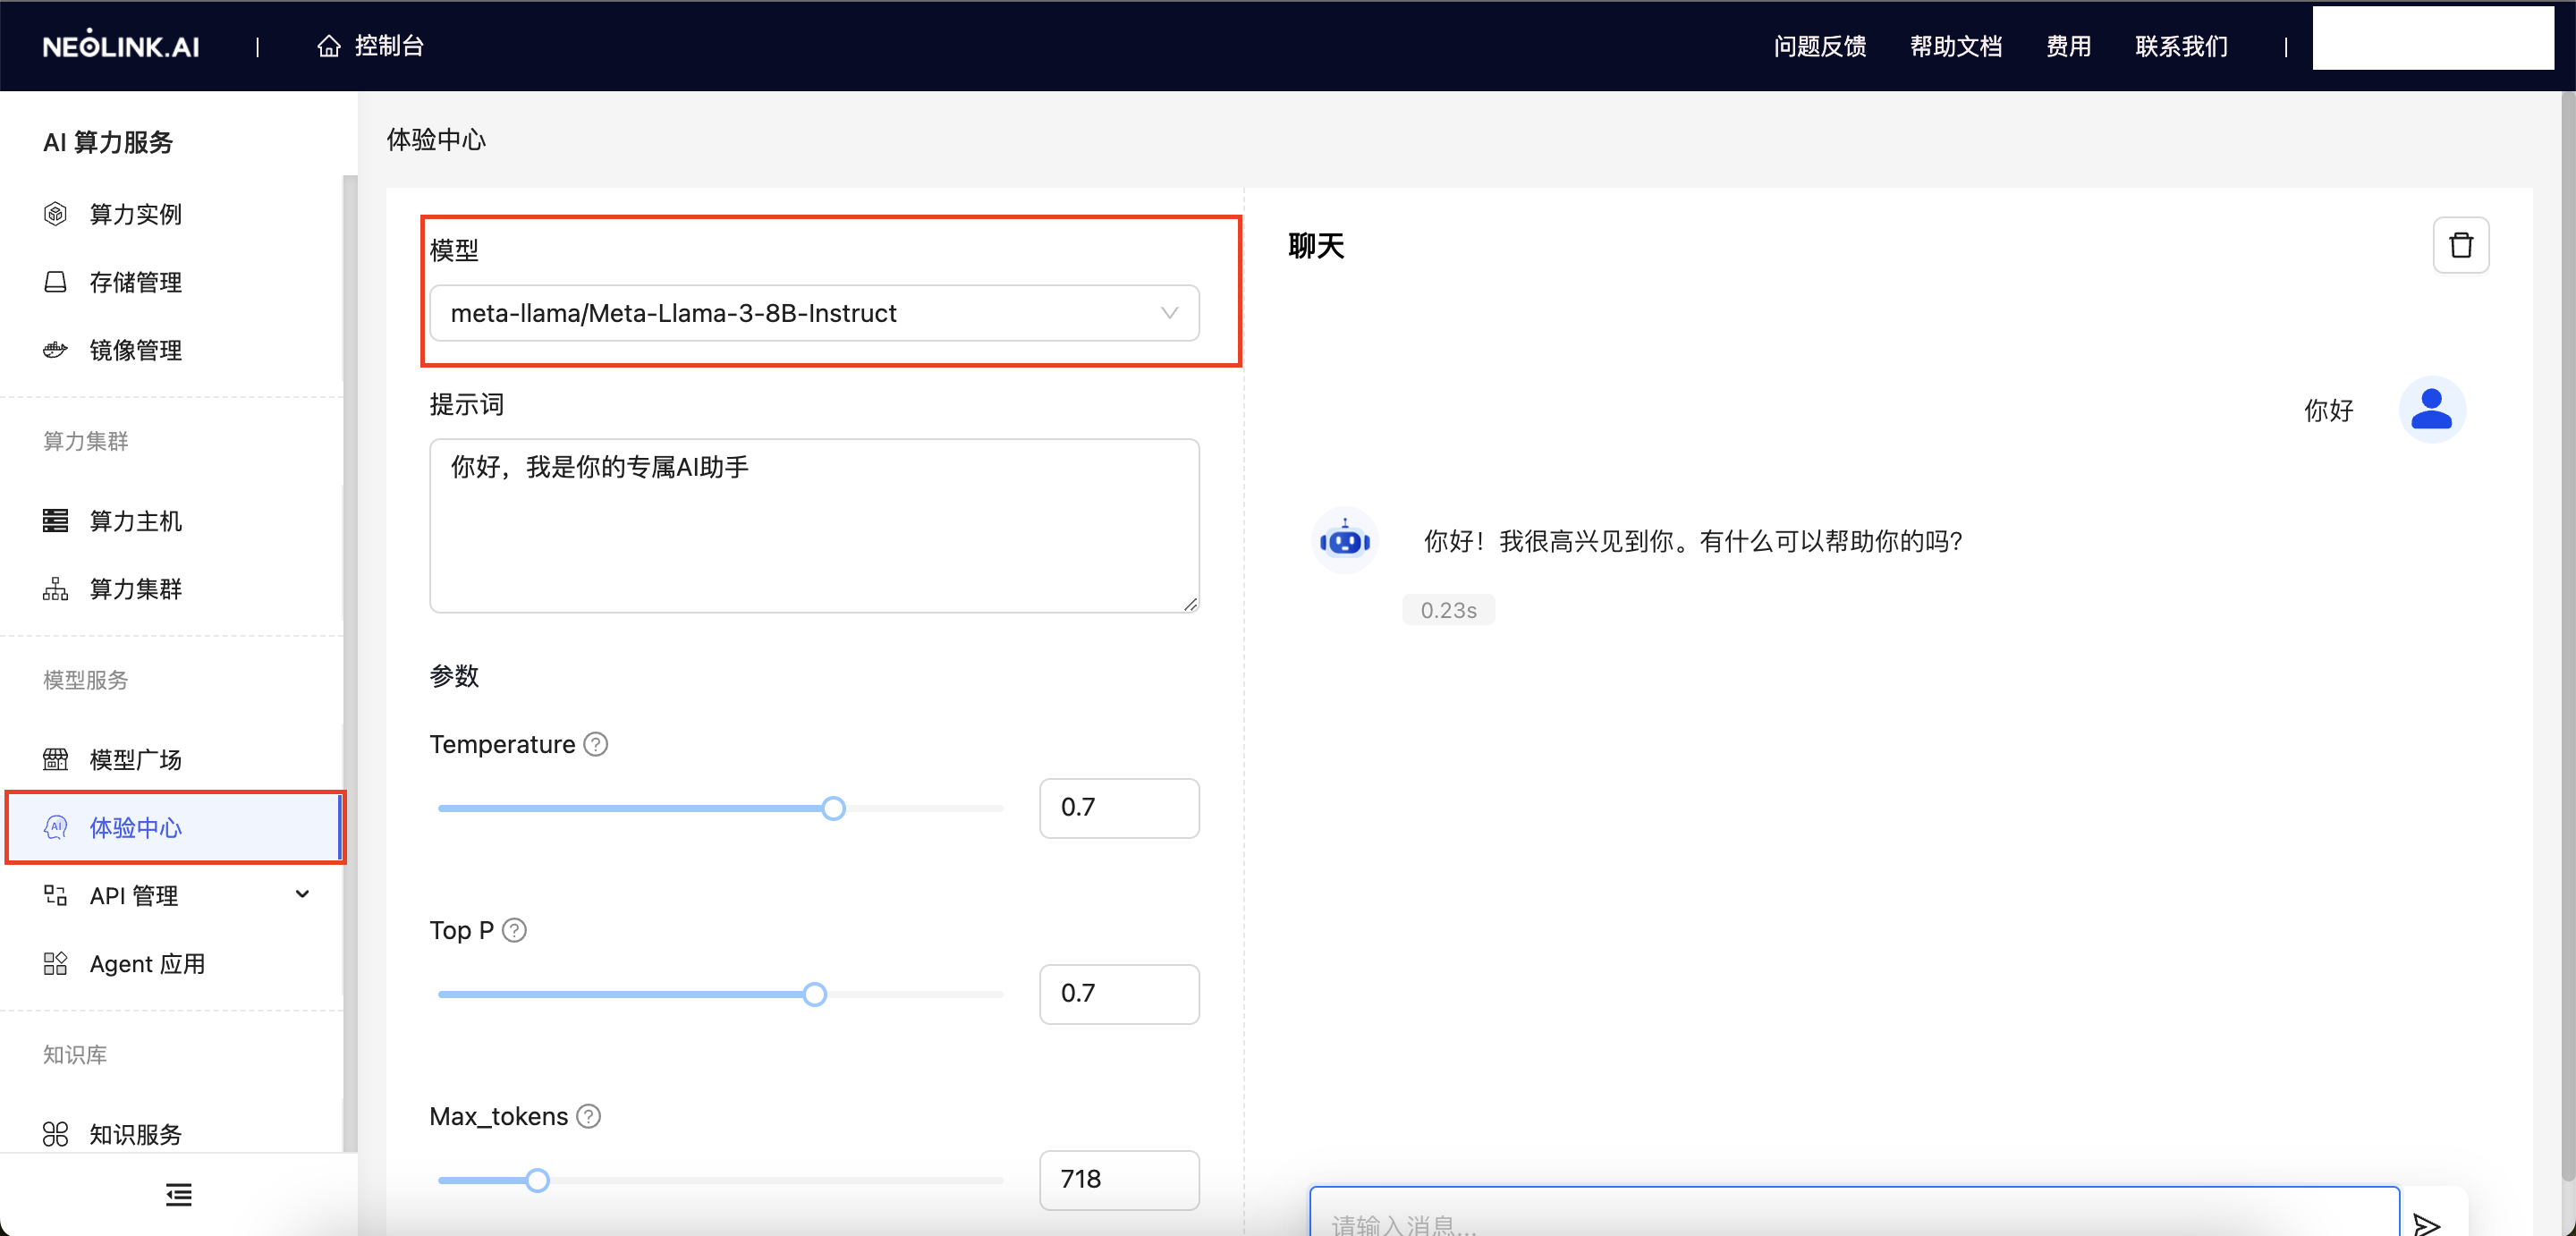 NEOLINK.AI | 控制台 问题反馈 帮助文档 费用 联系我们 |
AI 算力服务
算力实例
存储管理
镜像管理
算力集群
算力主机
算力集群
模型服务
模型广场
AI 体验中心
API 管理
Agent 应用
知识库
知识服务
体验中心
模型
meta-llama/Meta-Llama-3-8B-Instruct
提示词
你好，我是你的专属AI助手
参数
Temperature ?
0.7
Top P ?
0.7
Max_tokens ?
718
聊天
你好
你好！我很高兴见到你。有什么可以帮助你的吗？
0.23s
请输入消息...